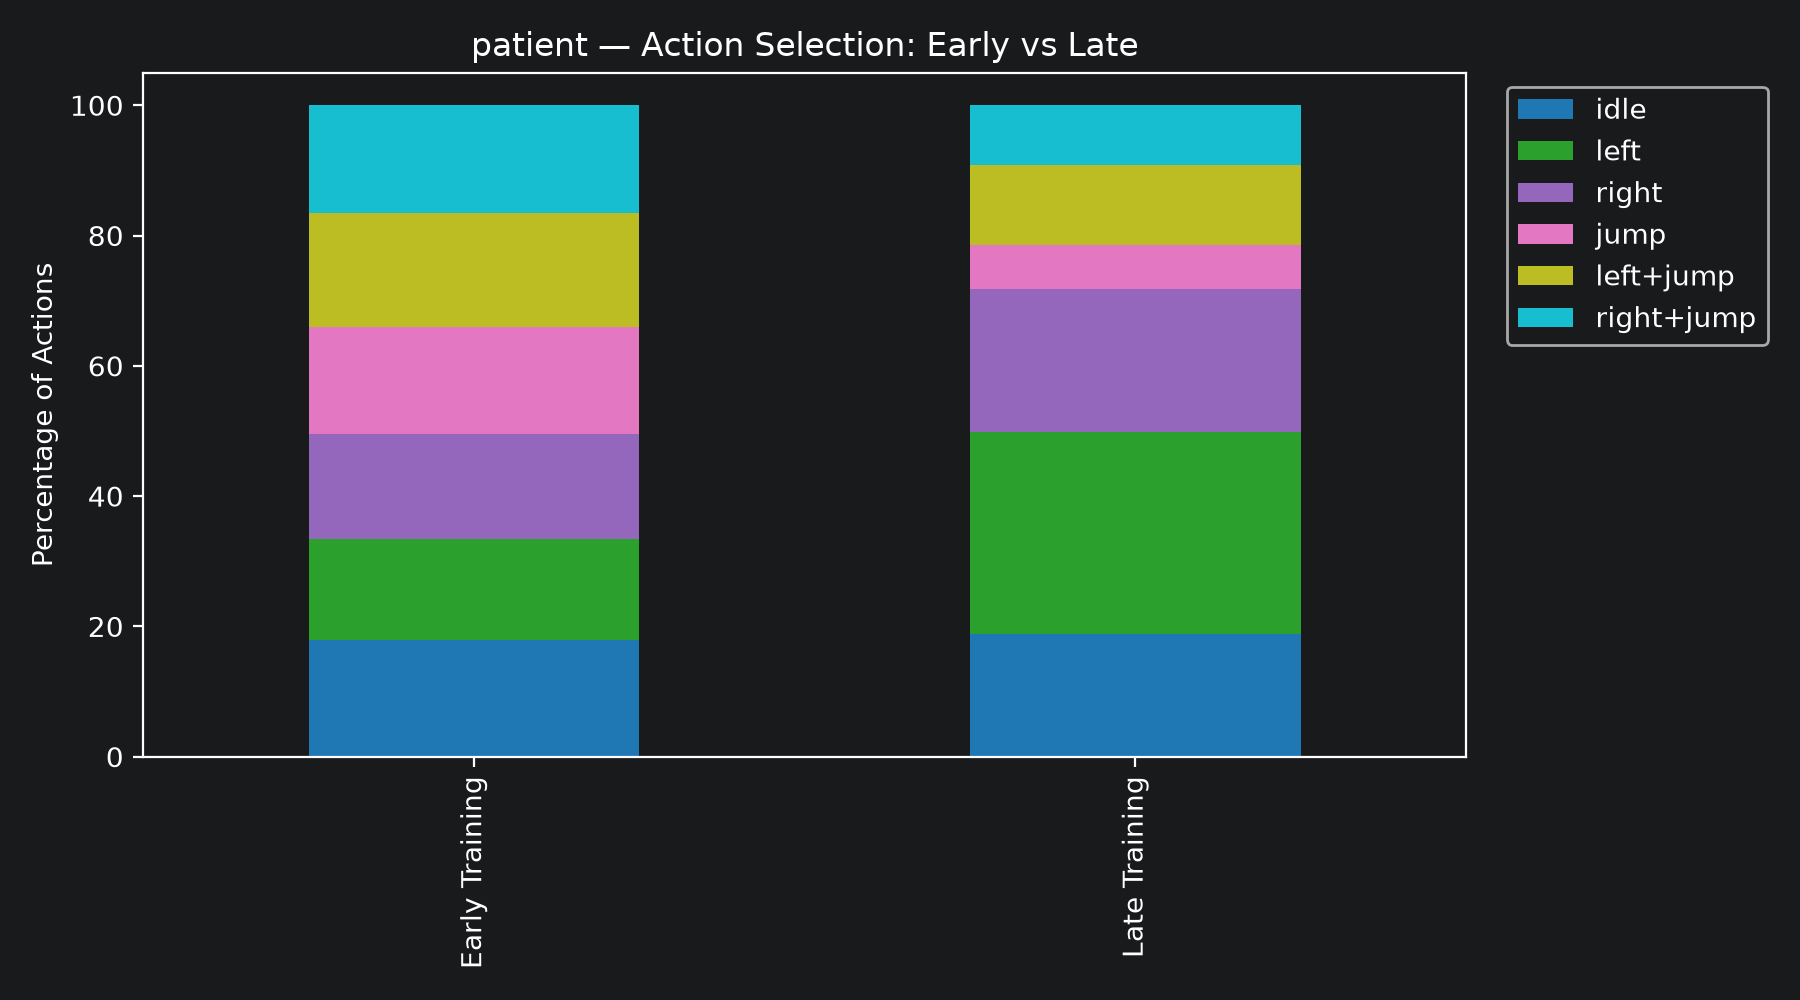 patient — Action Selection: Early vs Late
Percentage of Actions
100
80
60
40
20
0
Early Training
Late Training
idle
left
right
jump
left+jump
right+jump